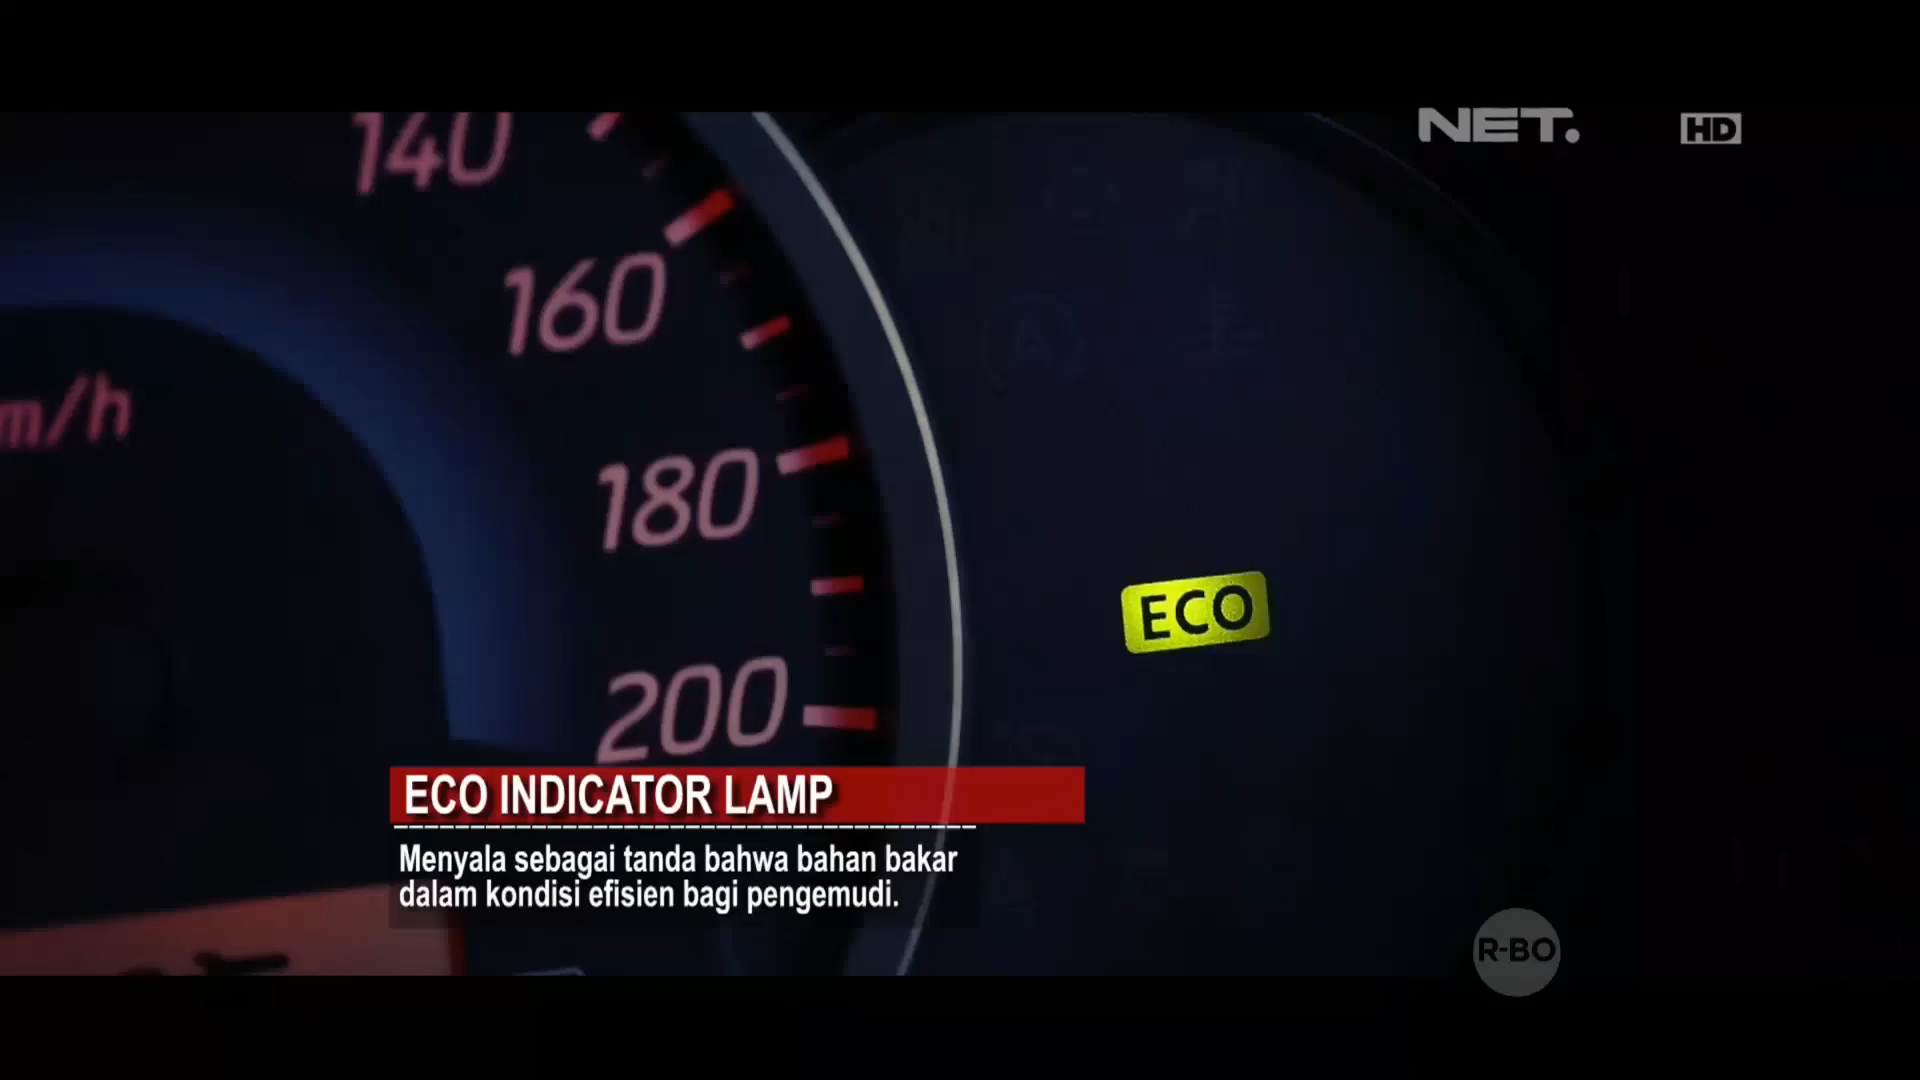 NET.
HD
140
160
m/h
180
ECO
200
ECO INDICATOR LAMP
Menyala sebagai tanda bahwa bahan bakar
dalam kondisi efisien bagi pengemudi.
R-BO